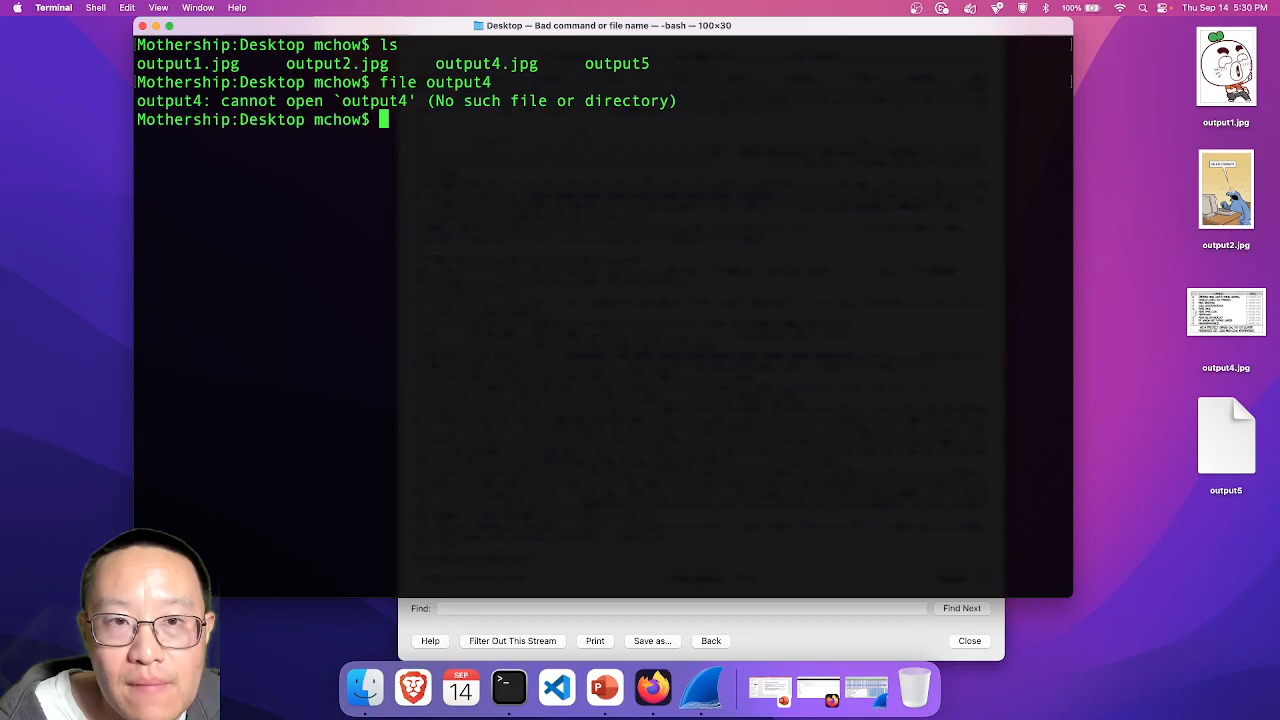 Terminal Shell Edit View Window Help 100% Thu Sep 14 5:30 PM
Desktop — Bad command or file name — -bash — 100×30
Mothership:Desktop mchow$ ls
output1.jpg output2.jpg output4.jpg output5
Mothership:Desktop mchow$ file output4
output4: cannot open `output4' (No such file or directory)
Mothership:Desktop mchow$
output1.jpg
output2.jpg
output4.jpg
output5
Find: Find Next
Help Filter Out This Stream Print Save as... Back Close
SEP
14